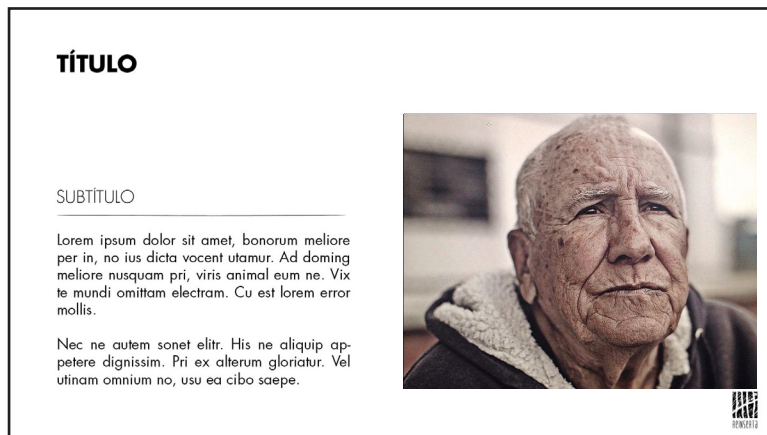 TÍTULO
SUBTÍTULO
Lorem ipsum dolor sit amet, bonorum meliore
per in, no ius dicta vocent utamur. Ad doming
meliore nusquam pri, viris animal eum ne. Vix
te mundi omittam electram. Cu est lorem error
mollis.
Nec ne autem sonet elitr. His ne aliquip ap-
petere dignissim. Pri ex alterum gloriatur. Vel
utinam omnium no, usu ea cibo saepe.
REINSERTA